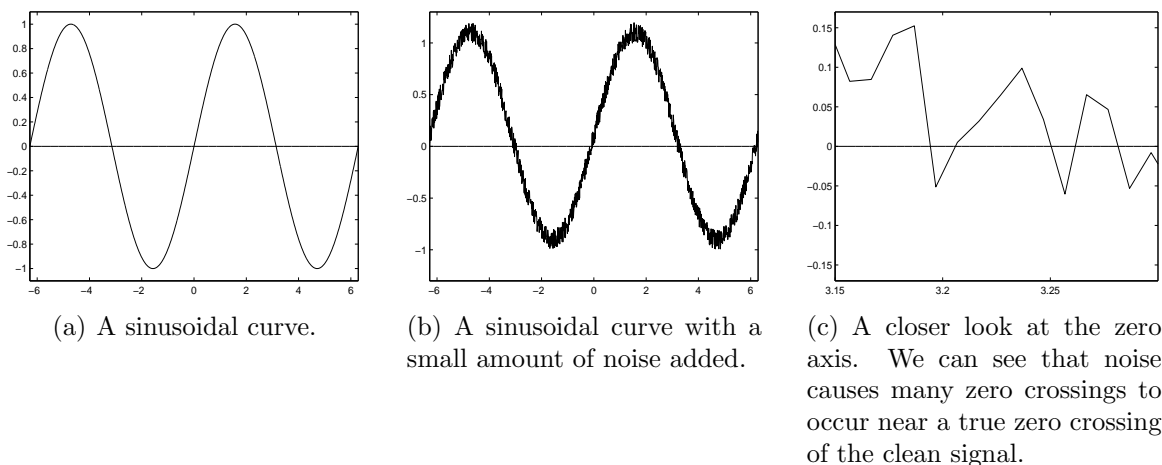 1
0.8
0.6
0.4
0.2
0
−0.2
−0.4
−0.6
−0.8
−1
−6 −4 −2 0 2 4 6
(a) A sinusoidal curve.
1
0.5
0
−0.5
−1
−6 −4 −2 0 2 4 6
(b) A sinusoidal curve with a
small amount of noise added.
0.15
0.1
0.05
0
−0.05
−0.1
−0.15
3.15 3.2 3.25
(c) A closer look at the zero
axis. We can see that noise
causes many zero crossings to
occur near a true zero crossing
of the clean signal.